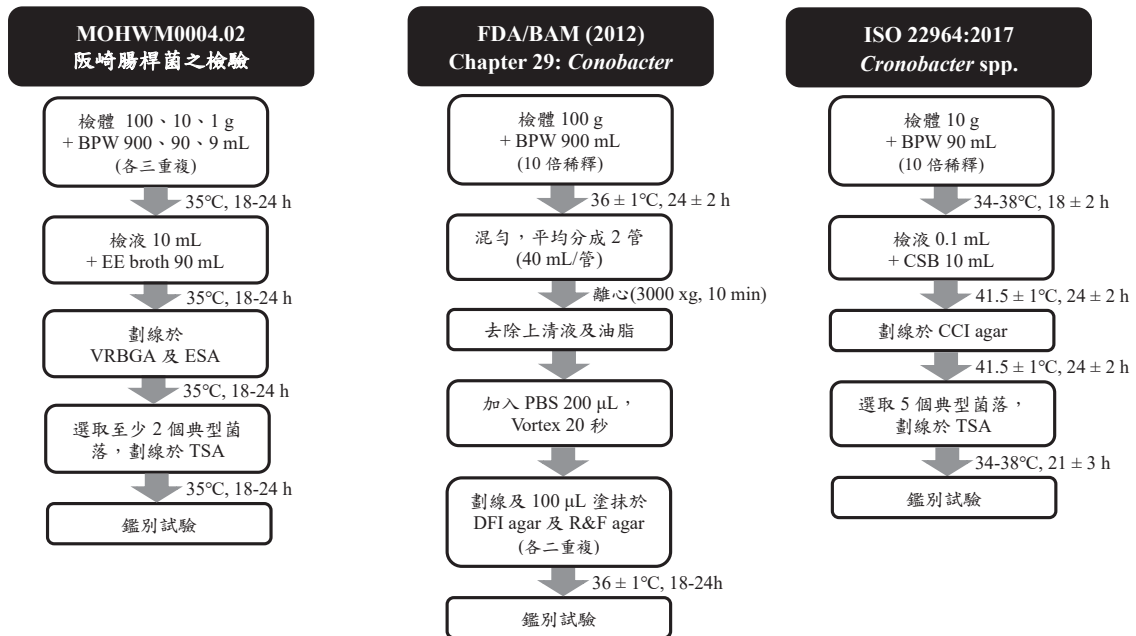 MOHWM0004.02
阪崎腸桿菌之檢驗
檢體 100、10、1 g
+ BPW 900、90、9 mL
(各三重複)
35℃, 18-24 h
檢液 10 mL
+ EE broth 90 mL
35℃, 18-24 h
劃線於
VRBGA 及 ESA
35℃, 18-24 h
選取至少 2 個典型菌
落，劃線於 TSA
35℃, 18-24 h
鑑別試驗
FDA/BAM (2012)
Chapter 29: Conobacter
檢體 100 g
+ BPW 900 mL
(10 倍稀釋)
36 ± 1℃, 24 ± 2 h
混勻，平均分成 2 管
(40 mL/管)
離心(3000 xg, 10 min)
去除上清液及油脂
加入 PBS 200 μL，
Vortex 20 秒
劃線及 100 μL 塗抹於
DFI agar 及 R&F agar
(各二重複)
36 ± 1℃, 18-24h
鑑別試驗
ISO 22964:2017
Cronobacter spp.
檢體 10 g
+ BPW 90 mL
(10 倍稀釋)
34-38℃, 18 ± 2 h
檢液 0.1 mL
+ CSB 10 mL
41.5 ± 1℃, 24 ± 2 h
劃線於 CCI agar
41.5 ± 1℃, 24 ± 2 h
選取 5 個典型菌落，
劃線於 TSA
34-38℃, 21 ± 3 h
鑑別試驗